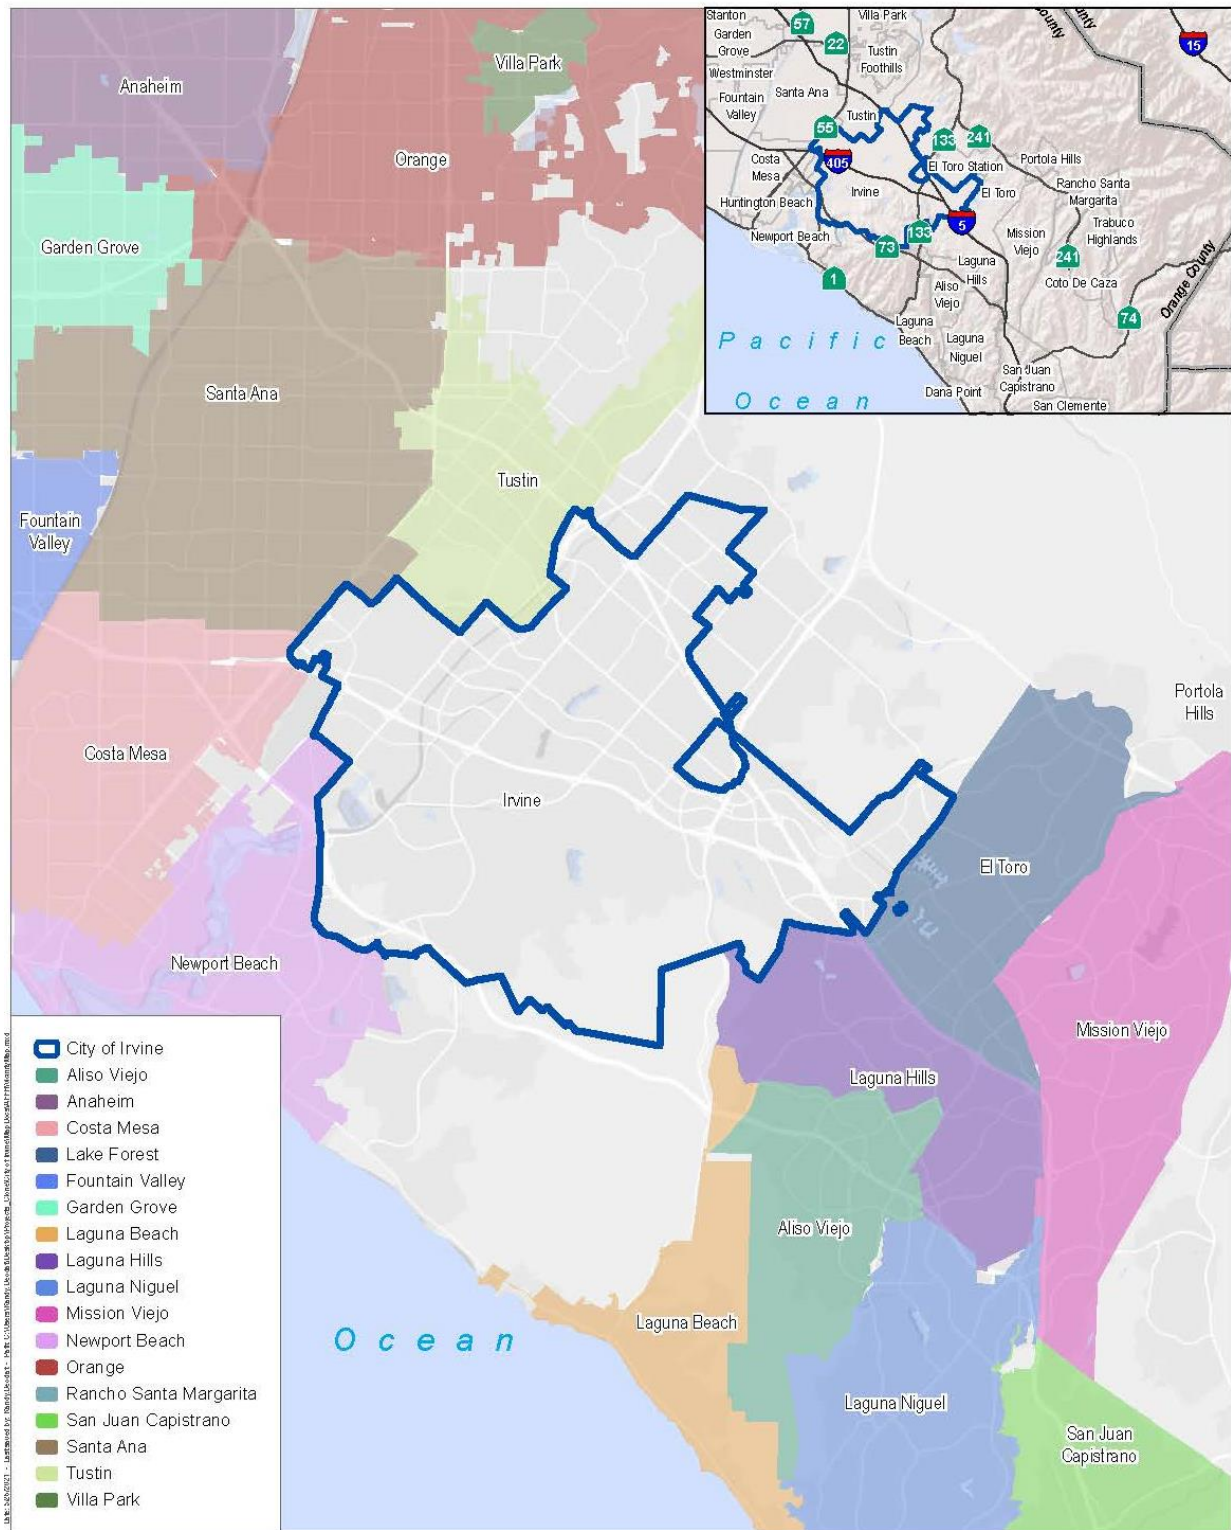 Anaheim
Villa Park
Orange
Garden Grove
Santa Ana
Tustin
Fountain
Valley
Costa Mesa
Irvine
Portola
Hills
El Toro
Newport Beach
Mission Viejo
Laguna Hills
Aliso Viejo
Laguna Beach
Laguna Niguel
San Juan
Capistrano
Ocean
Stanton
57
Villa Park
County
County
15
Garden
Grove
22
Tustin
Foothills
Westminster
Santa Ana
Fountain
Valley
Tustin
55
133
241
Costa
Mesa
405
El Toro Station
Portola Hills
Irvine
El Toro
Rancho Santa
Margarita
Huntington Beach
5
Mission
Viejo
Trabuco
Highlands
Newport Beach
133
73
Laguna
Hills
241
1
Aliso
Viejo
Coto De Caza
Orange County
74
Laguna
Beach
Laguna
Niguel
Pacific
Ocean
San Juan
Capistrano
Dana Point
San Clemente
City of Irvine
Aliso Viejo
Anaheim
Costa Mesa
Lake Forest
Fountain Valley
Garden Grove
Laguna Beach
Laguna Hills
Laguna Niguel
Mission Viejo
Newport Beach
Orange
Rancho Santa Margarita
San Juan Capistrano
Santa Ana
Tustin
Villa Park